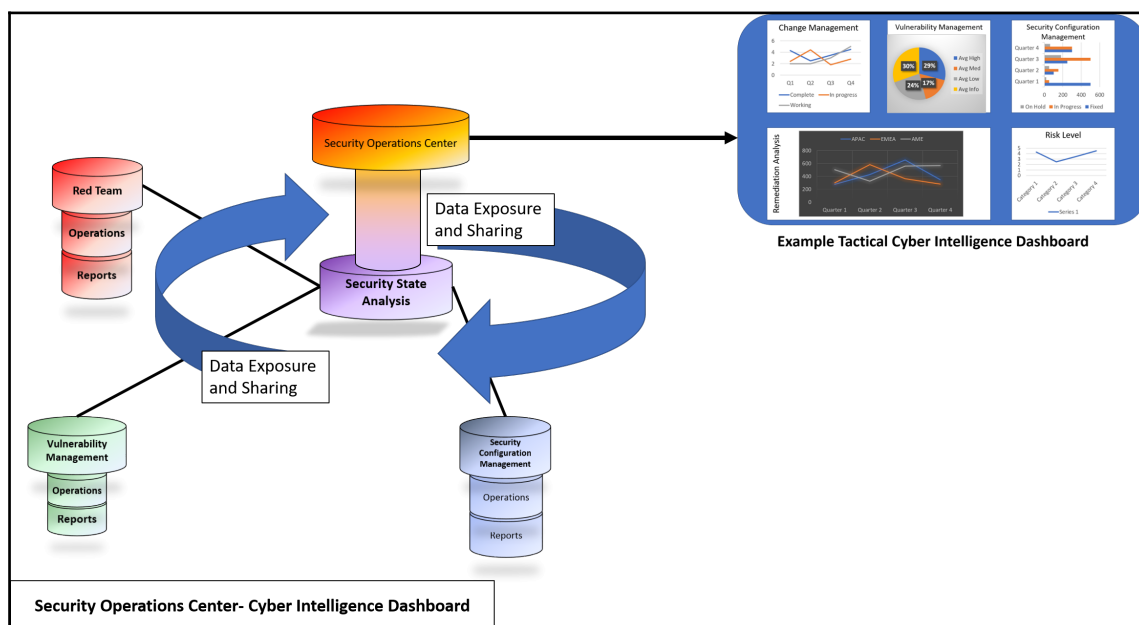 Change Management
6
4
2
0
Q1 Q2 Q3 Q4
Complete In progress
Working
Vulnerability Management
30% 29%
24% 17%
Avg High
Avg Med
Avg Low
Avg Info
Security Configuration
Management
Quarter 4
Quarter 3
Quarter 2
Quarter 1
0 200 400 600
On Hold In Progress Fixed
Remediation Analysis
APAC EMEA AME
800
600
400
200
0
Quarter 1 Quarter 2 Quarter 3 Quarter 4
Risk Level
5
4
3
2
1
0
Category 1 Category 2 Category 3 Category 4
Series 1
Example Tactical Cyber Intelligence Dashboard
Security Operations Center
Red Team
Operations
Reports
Data Exposure
and Sharing
Security State
Analysis
Data Exposure
and Sharing
Vulnerability
Management
Operations
Reports
Security
Configuration
Management
Operations
Reports
Security Operations Center- Cyber Intelligence Dashboard